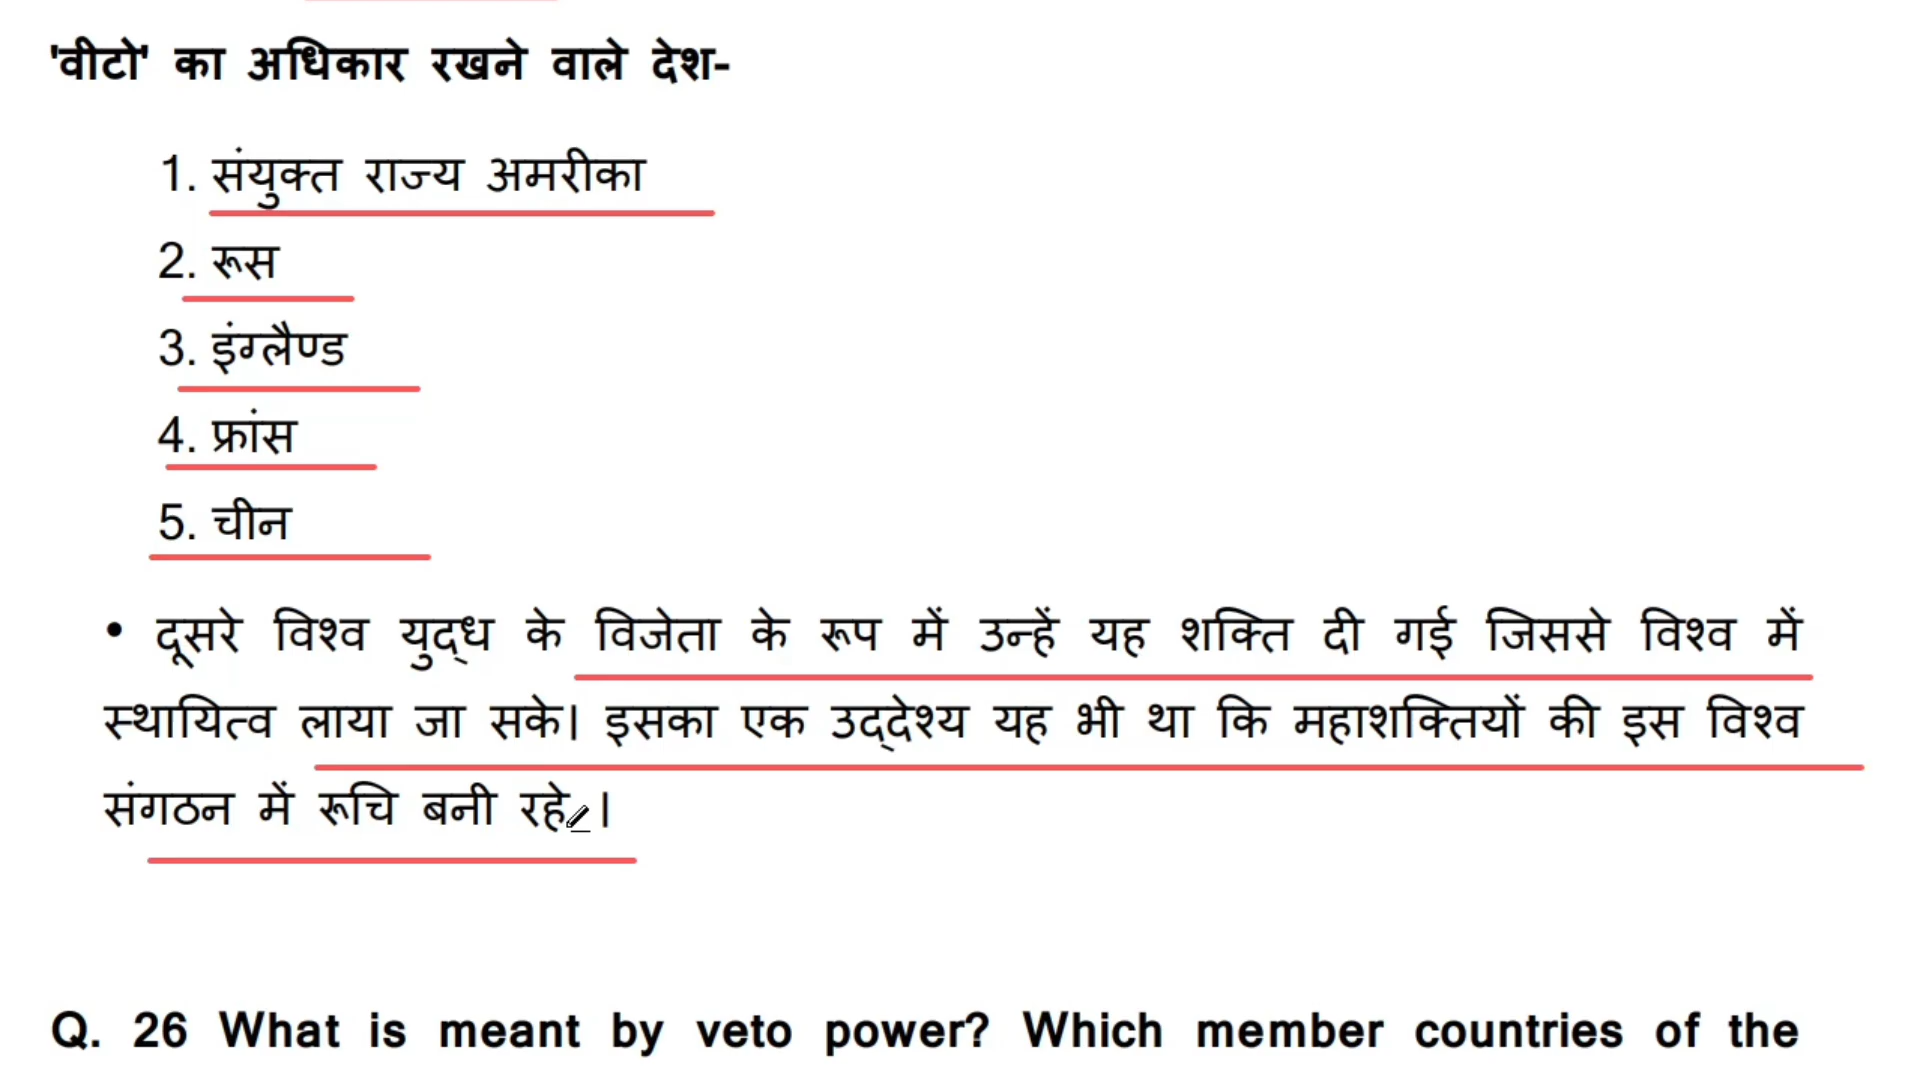 'वीटो' का अधिकार रखने वाले देश-
1. संयुक्त राज्य अमरीका
2. रूस
3. इंग्लैण्ड
4. फ्रांस
5. चीन
• दूसरे विश्व युद्ध के विजेता के रूप में उन्हें यह शक्ति दी गई जिससे विश्व में
स्थायित्व लाया जा सके। इसका एक उद्देश्य यह भी था कि महाशक्तियों की इस विश्व
संगठन में रूचि बनी रहे ।
Q. 26 What is meant by veto power? Which member countries of the